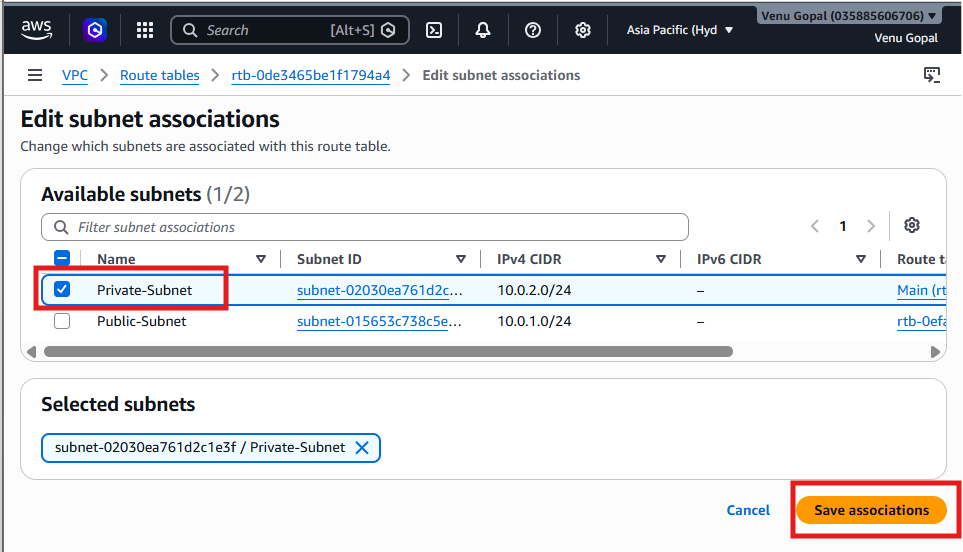 aws Search [Alt+S] Asia Pacific (Hyd Venu Gopal (035885606706)
Venu Gopal
VPC Route tables rtb-0de3465be1f1794a4 Edit subnet associations
Edit subnet associations
Change which subnets are associated with this route table.
Available subnets (1/2)
Filter subnet associations 1
Name Subnet ID IPv4 CIDR IPv6 CIDR Route t
Private-Subnet subnet-02030ea761d2c... 10.0.2.0/24 – Main (rt
Public-Subnet subnet-015653c738c5e... 10.0.1.0/24 – rtb-0efa
Selected subnets
subnet-02030ea761d2c1e3f / Private-Subnet
Cancel Save associations